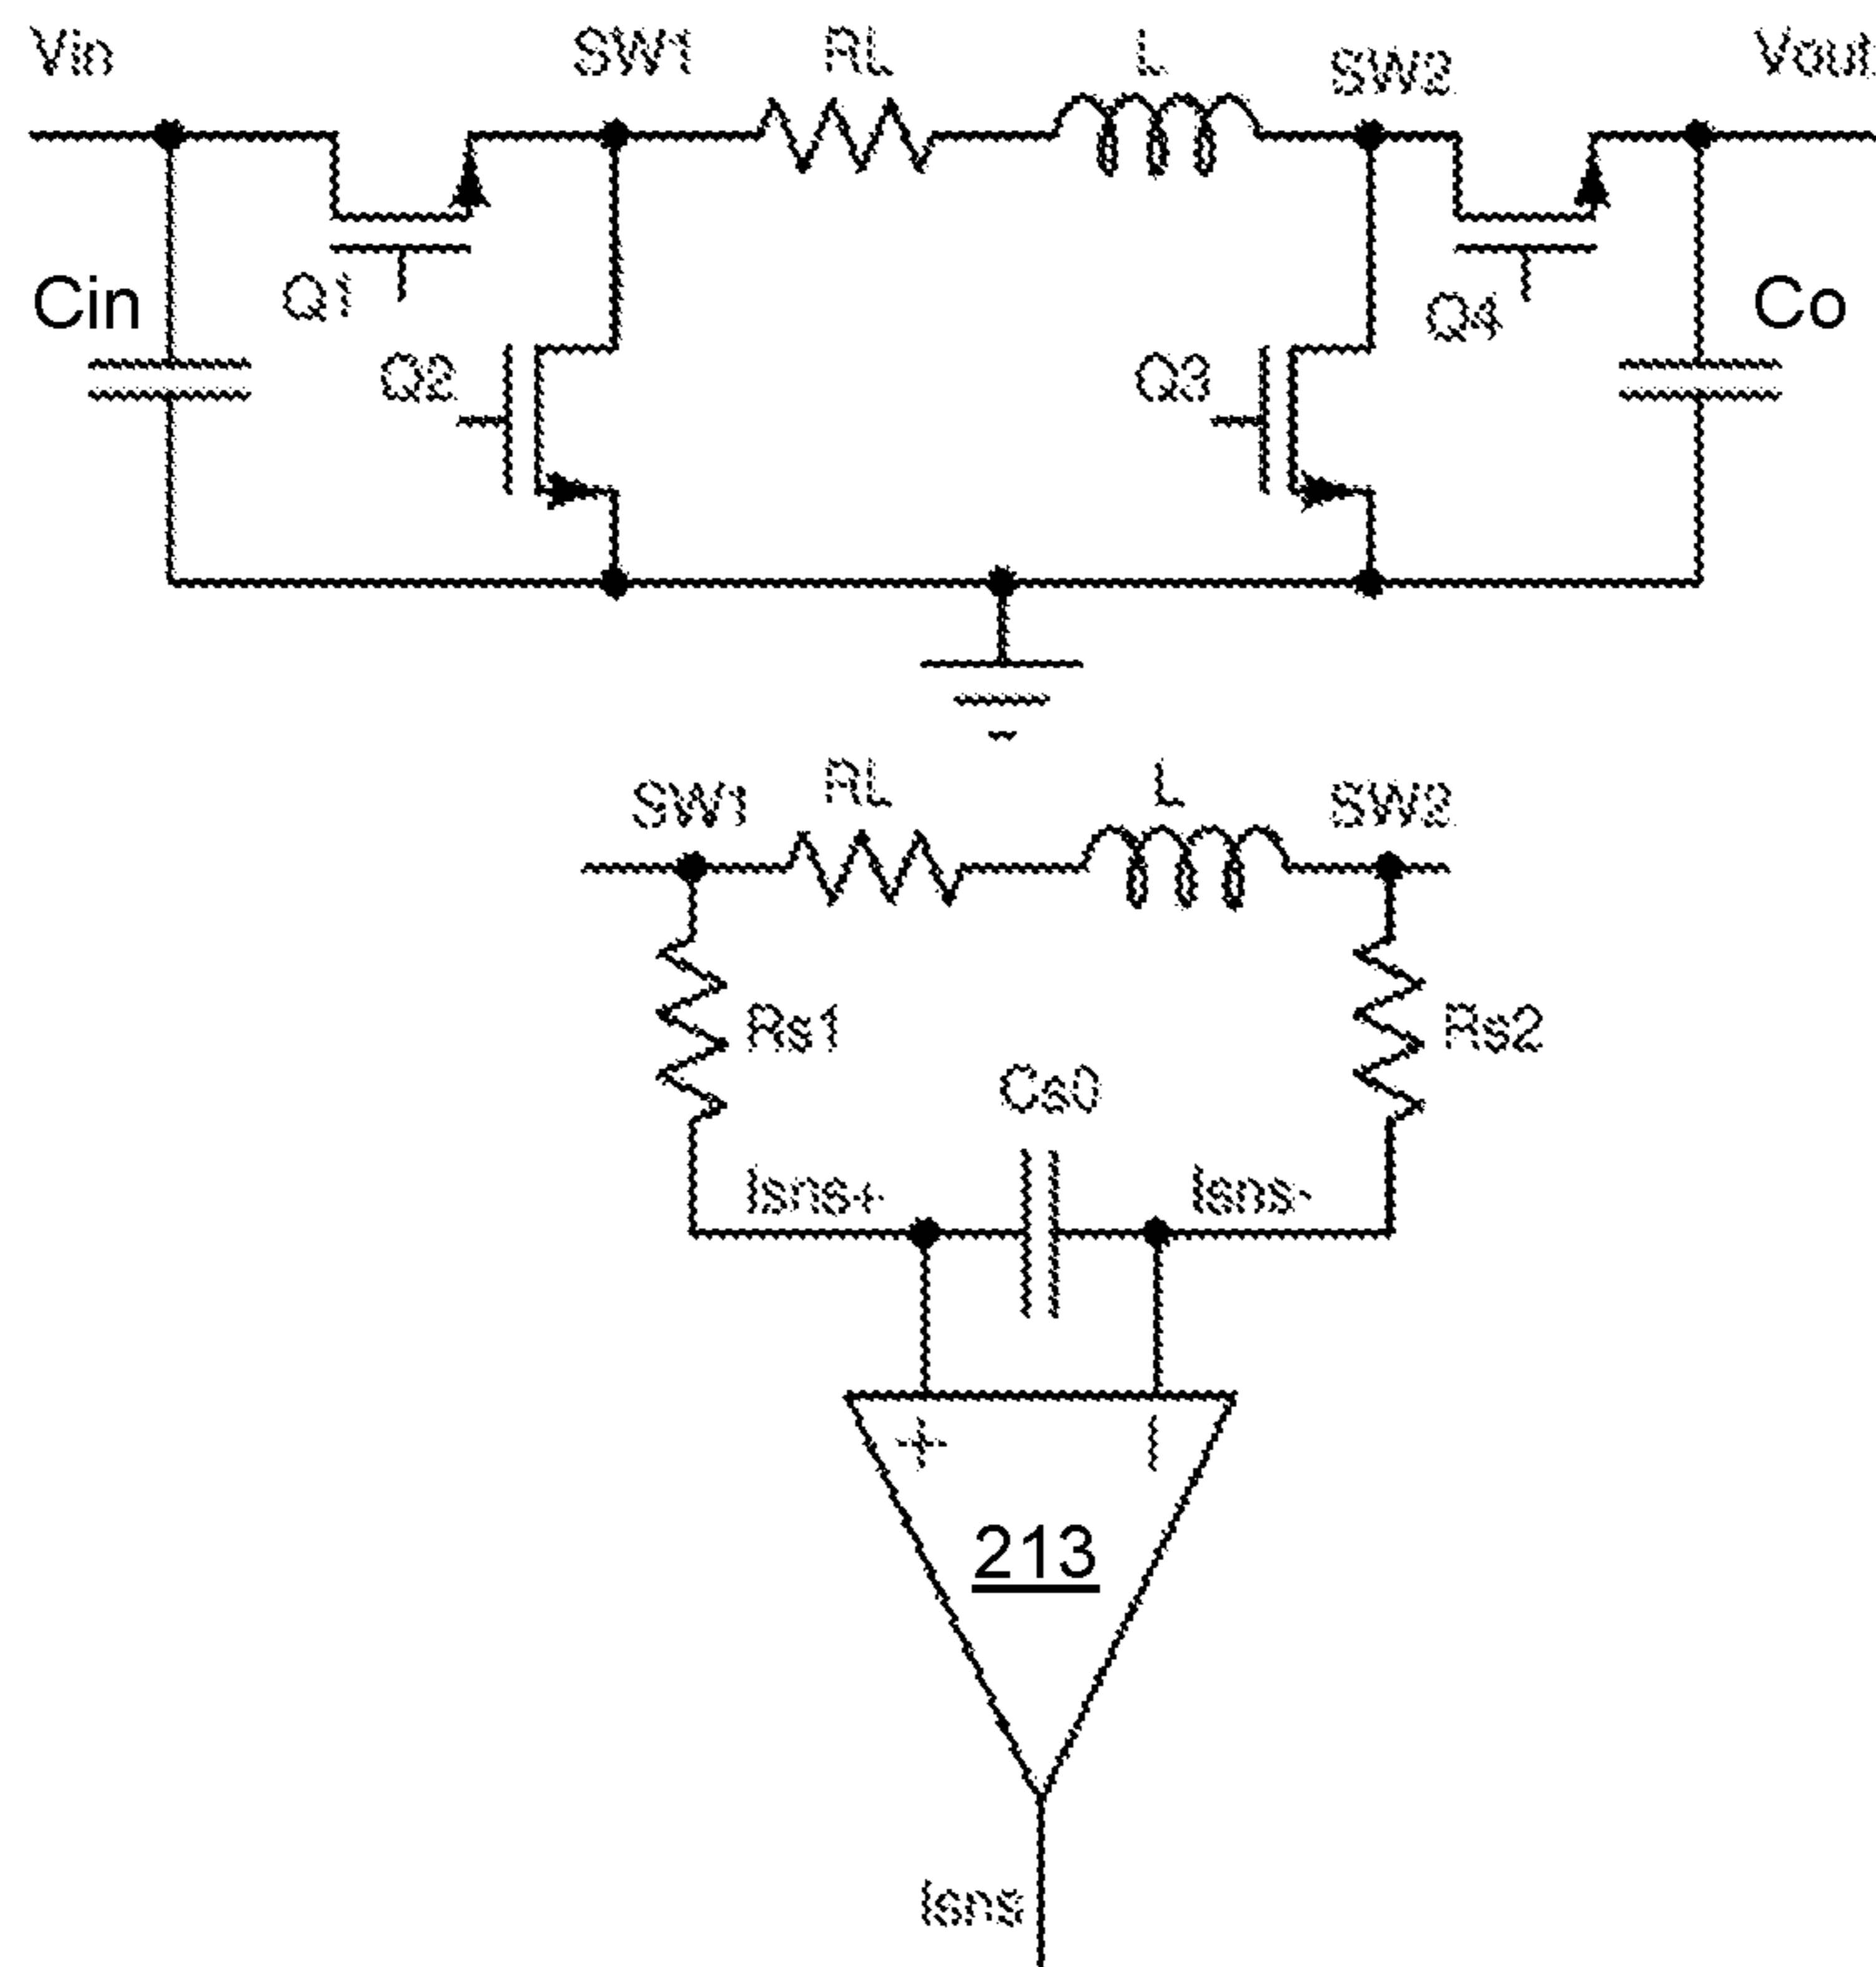 Vin
SW1
RL
L
SW2
Vout
Cin
Q1
Q2
Q3
Q4
Co
SW1
RL
L
SW2
Rs1
Rs2
Cs0
Isns+
Isns-
+
−
213
Isns